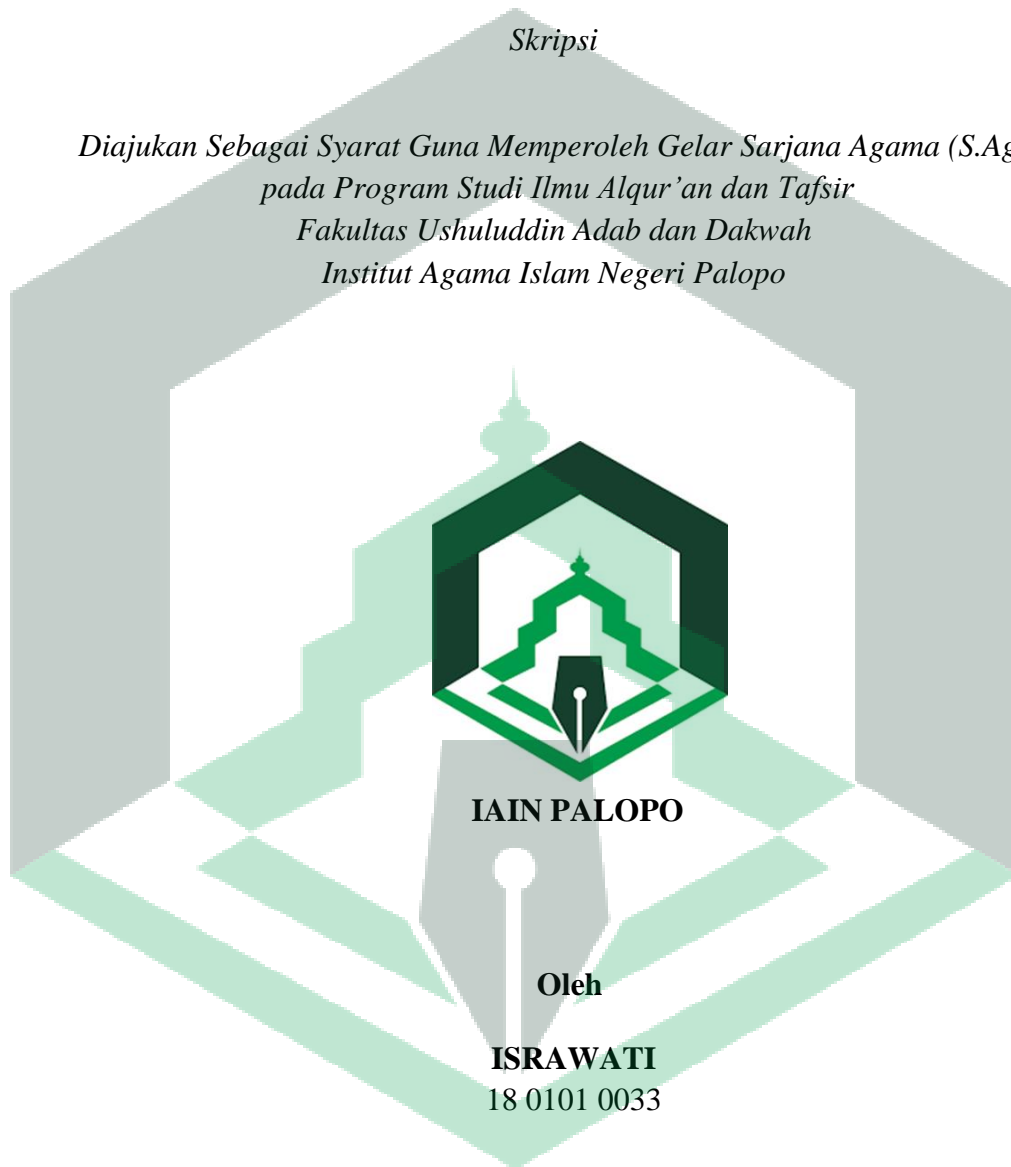 Skripsi
Diajukan Sebagai Syarat Guna Memperoleh Gelar Sarjana Agama (S.Ag
pada Program Studi Ilmu Alqur’an dan Tafsir
Fakultas Ushuluddin Adab dan Dakwah
Institut Agama Islam Negeri Palopo
IAIN PALOPO
Oleh
ISRAWATI
18 0101 0033